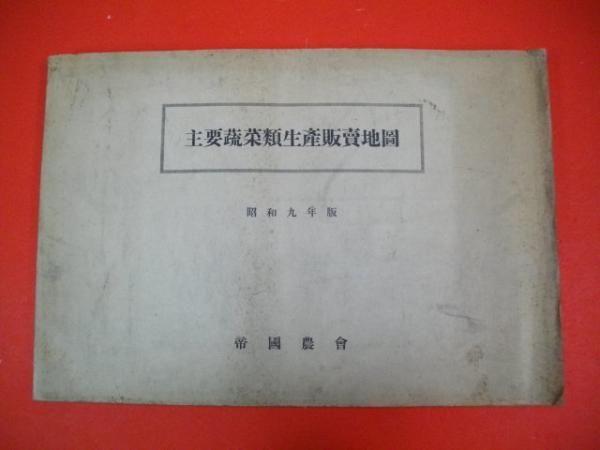 主要蔬菜類生產販賣地圖
昭和九年版
帝國農會